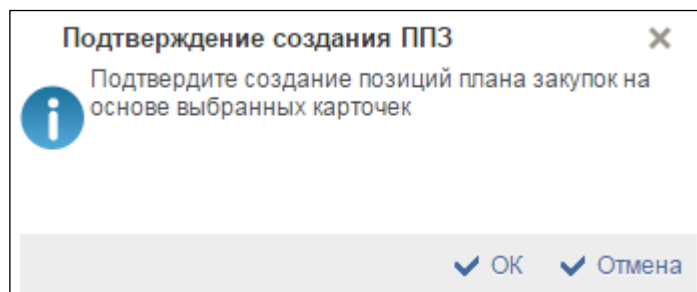 Подтверждение создания ППЗ
Подтвердите создание позиций плана закупок на
основе выбранных карточек
ОК
Отмена